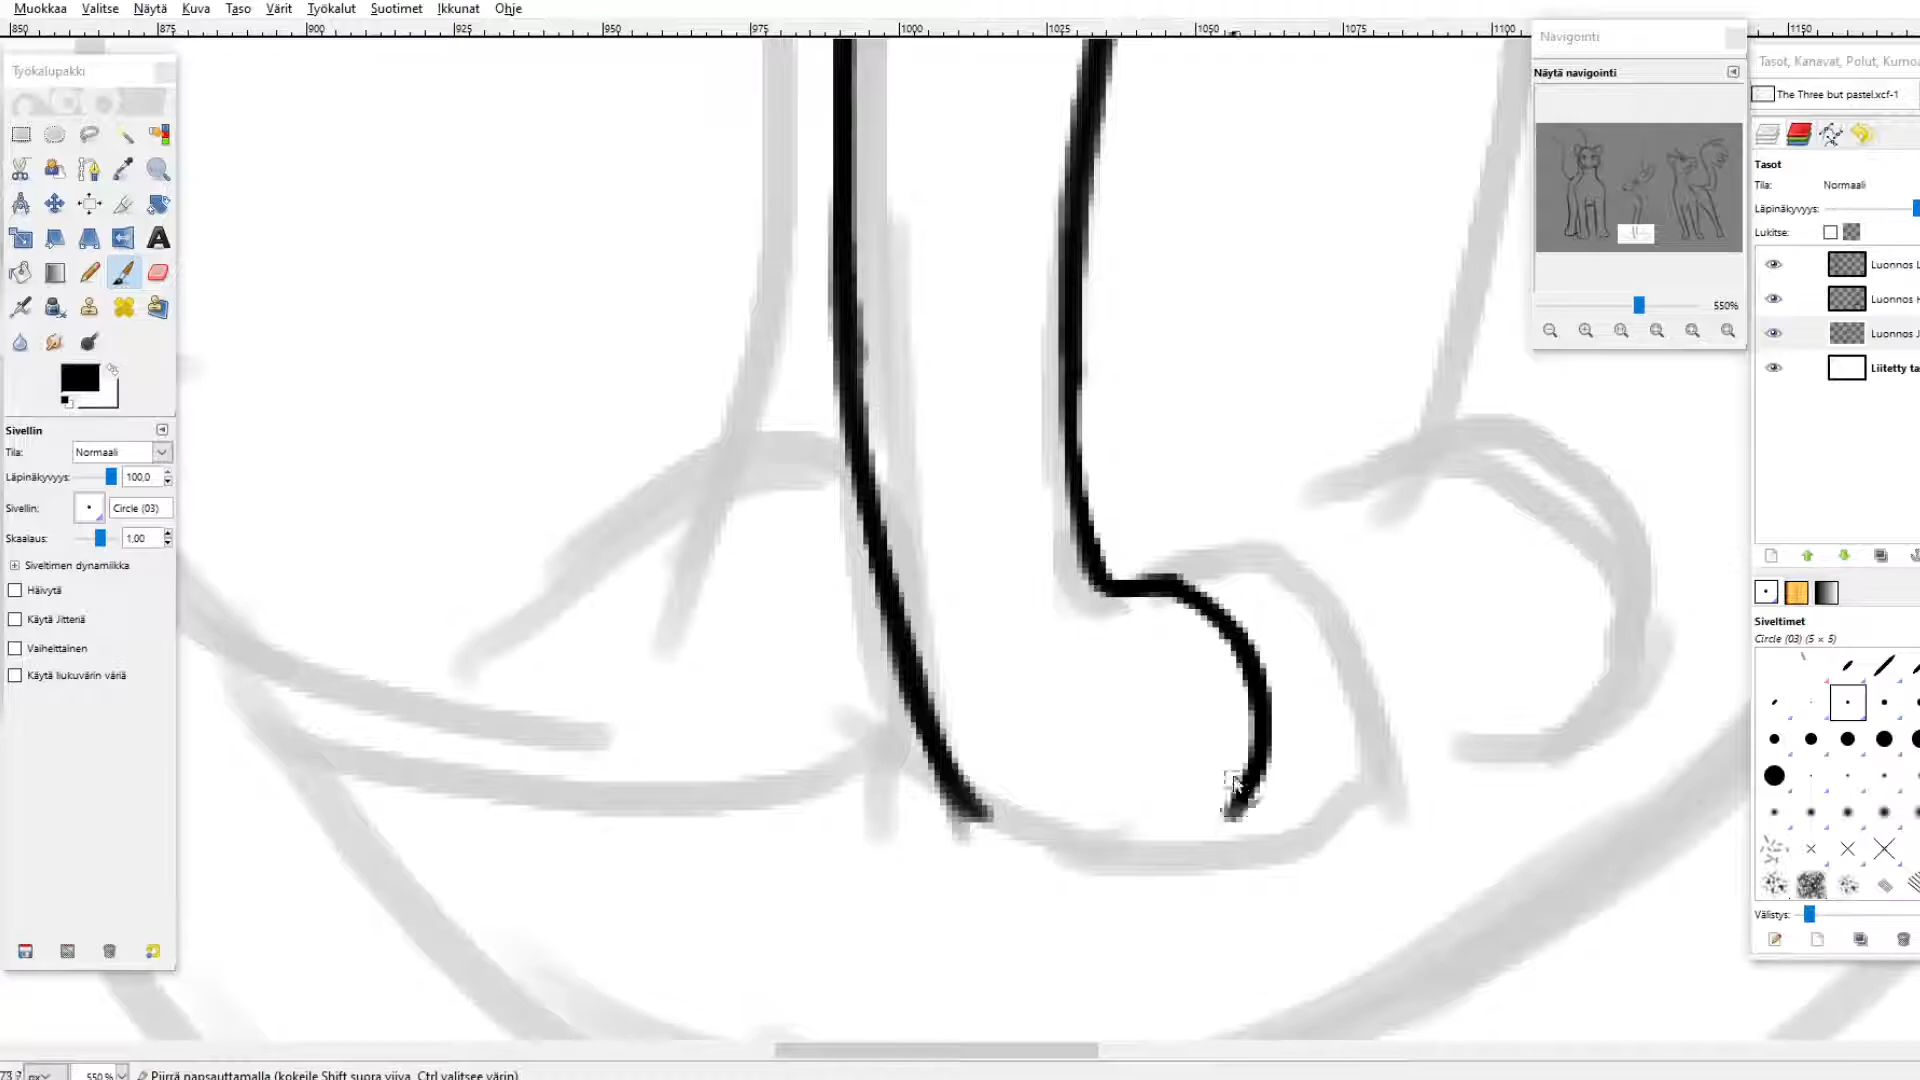 Muokkaa Valitse Näytä Kuva Taso Värit Työkalut Suotimet Ikkunat Ohje
850 875 900 925 950 975 1000 1025 1050 1075 1100 1150
Työkalupakki
Sivellin
Tila: Normaali
Läpinäkyvyys: 100,0
Sivellin: Circle (03)
Skaalaus: 1,00
Siveltimen dynamiikka
Häivytä
Käytä Jitteriä
Vaiheittainen
Käytä liukuvärin väriä
Navigointi
Näytä navigointi
550%
Tasot, Kanavat, Polut, Kumoa
The Three but pastel.xcf-1
Tasot
Tila: Normaali
Läpinäkyvyys:
Lukitse:
Luonnos L
Luonnos
Luonnos J
Liitetty ta
Siveltimet
Circle (03) (5 × 5)
Välistys:
px 550 % Piirrä napsauttamalla (kokeile Shift suora viiva, Ctrl valitsee värin)